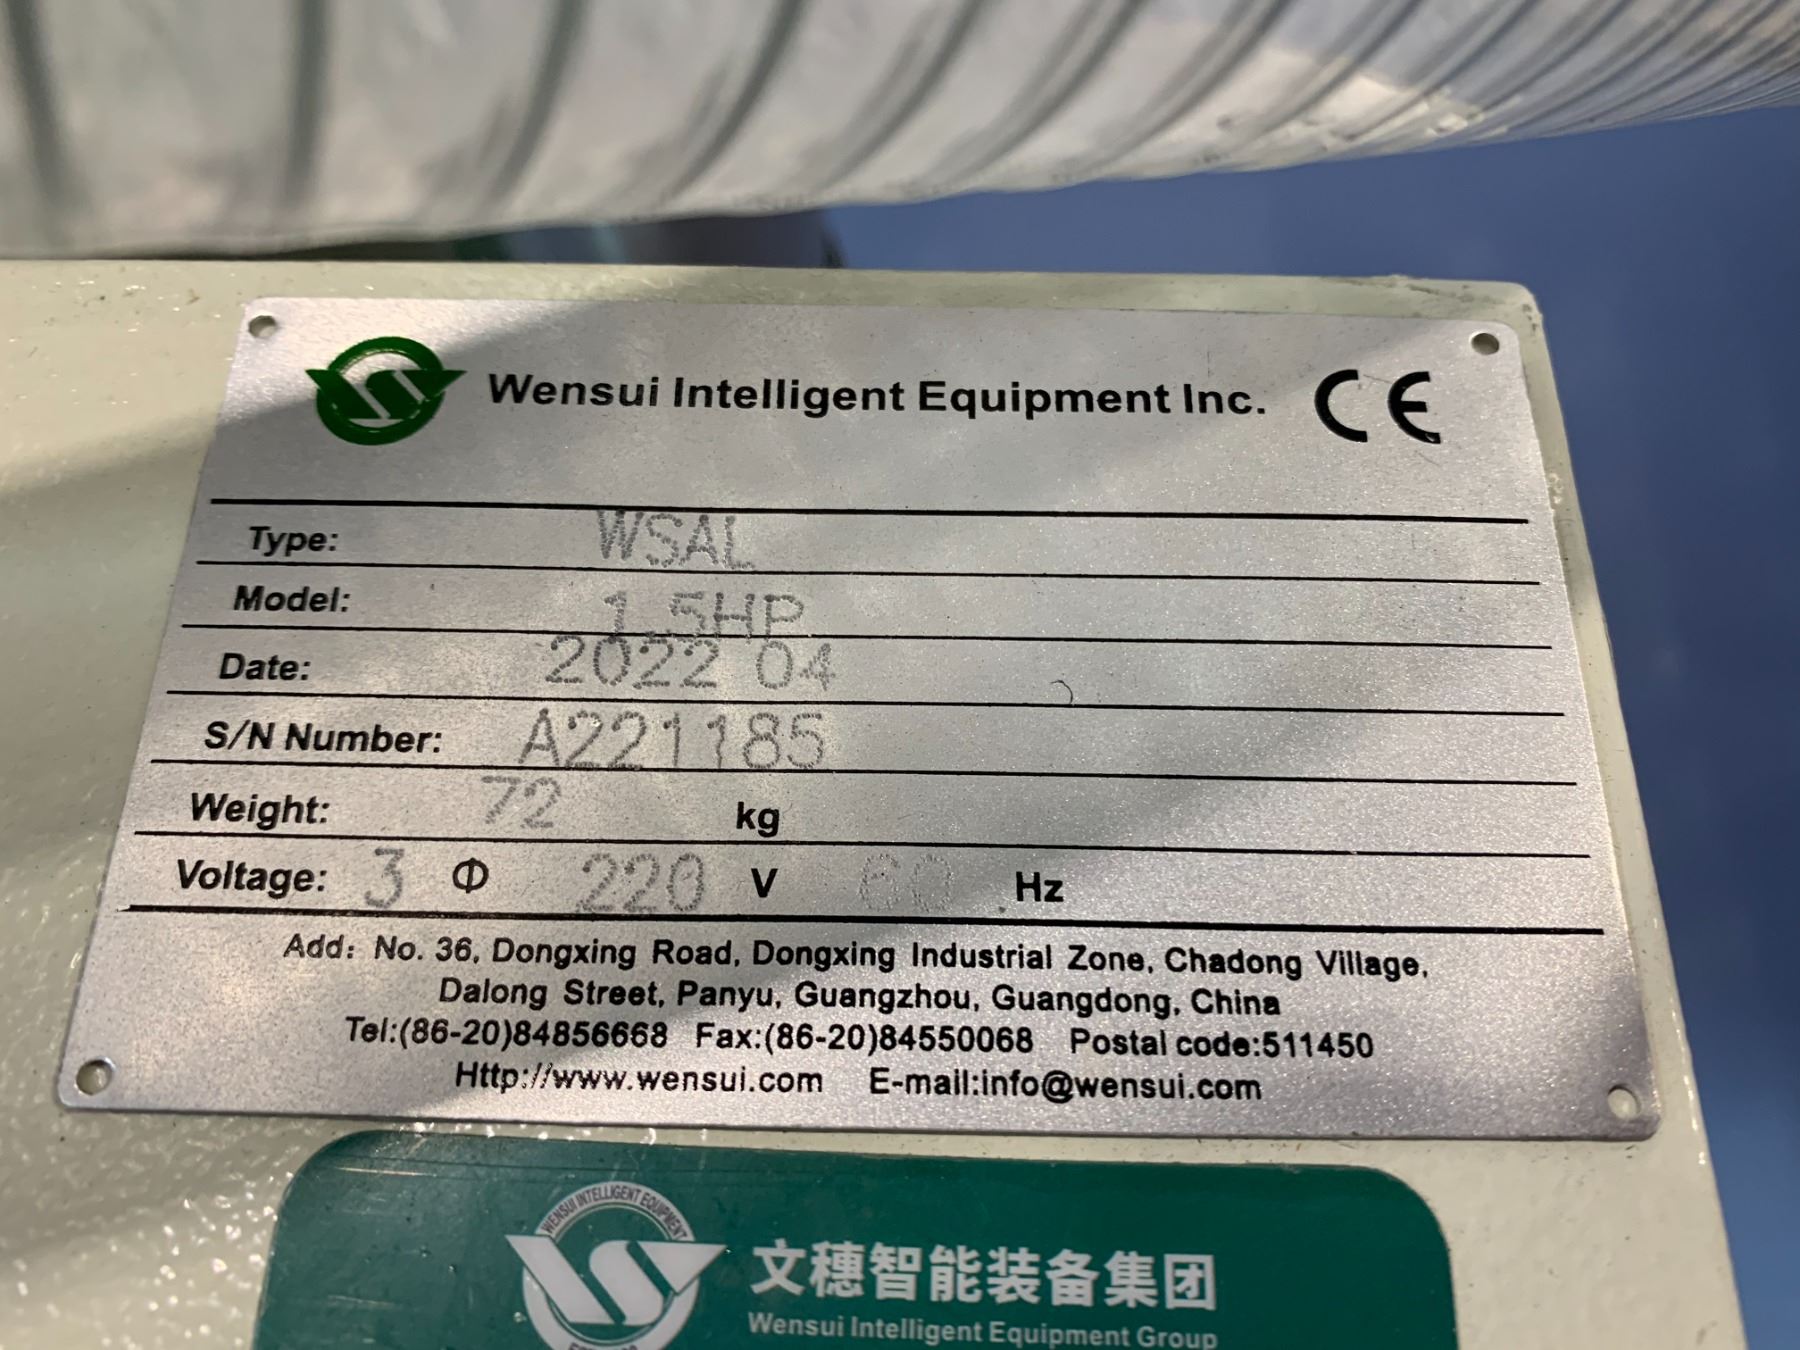 Wensui Intelligent Equipment Inc. CE
Type: WSAL
Model: 1.5HP
Date: 2022 04
S/N Number: A221185
Weight: 72 kg
Voltage: 3 Φ 220 V 60 Hz
Add: No. 36, Dongxing Road, Dongxing Industrial Zone, Chadong Village,
Dalong Street, Panyu, Guangzhou, Guangdong, China
Tel:(86-20)84856668 Fax:(86-20)84550068 Postal code:511450
Http://www.wensui.com E-mail:info@wensui.com
WENSUI INTELLIGENT EQUIPMENT
文穗智能装备集团
Wensui Intelligent Equipment Group